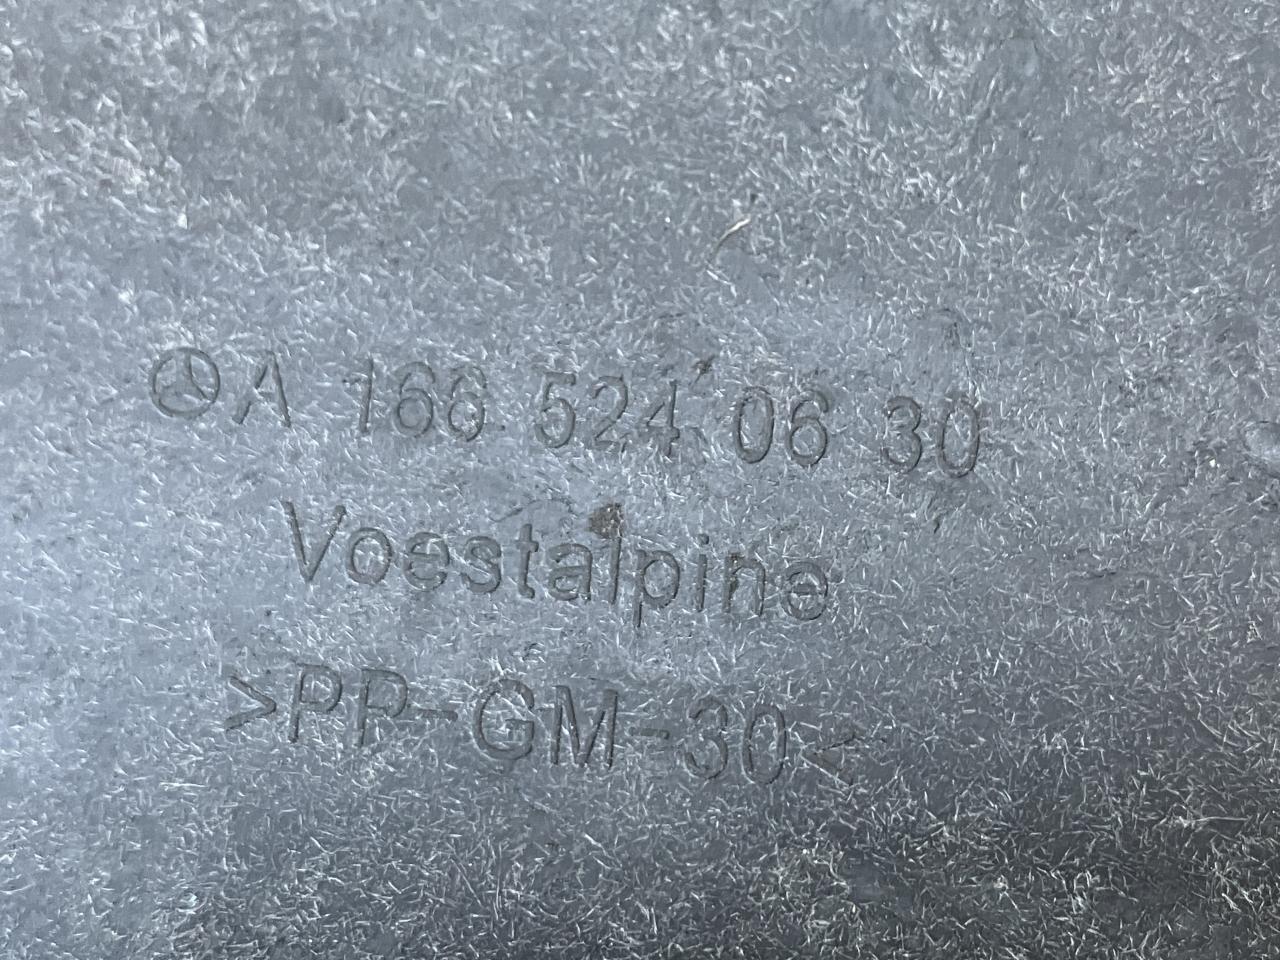 A 166 524 06 30
Voestalpine
>PP-GM-30<